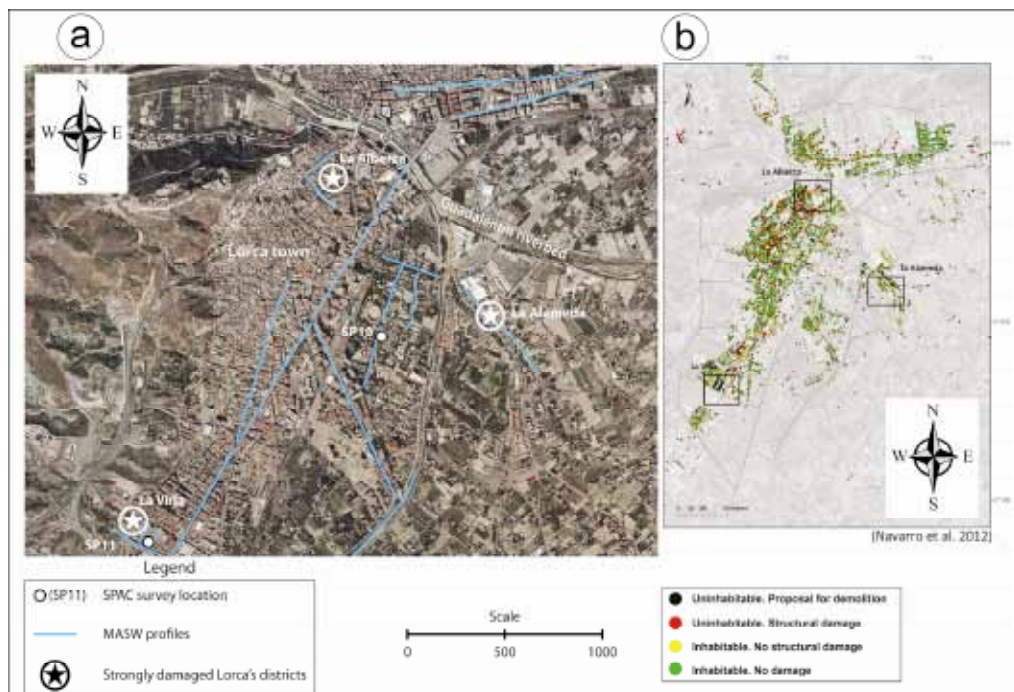 a
b
N
W E
S
La Alberca
Guadalentin river
Lorca town
SP10
La Alameda
La Viña
SP11
La Alberca
La Alameda
La
N
W E
S
(Navarro et al. 2012)
Legend
(SP11) SPAC survey location
MASW profiles
Strongly damaged Lorca's districts
Scale
0 500 1000
Uninhabitable. Proposal for demolition
Uninhabitable. Structural damage
Inhabitable. No structural damage
Inhabitable. No damage